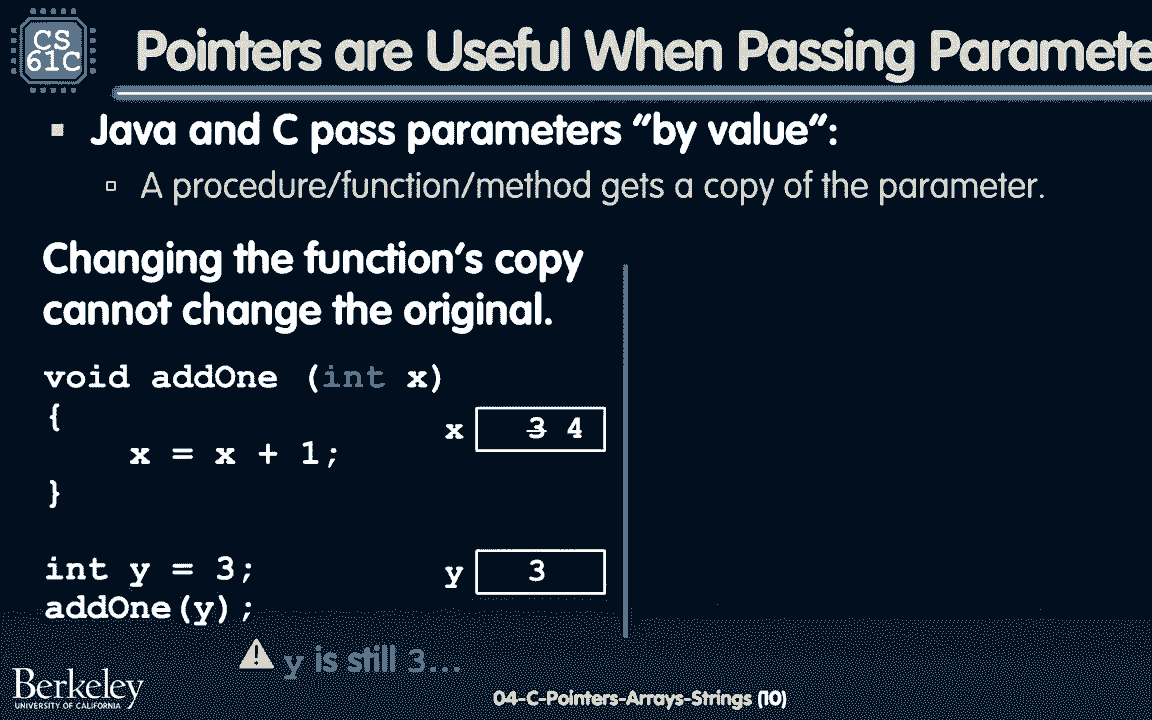 CS
61C
Pointers are Useful When Passing Paramete
Java and C pass parameters “by value”:
A procedure/function/method gets a copy of the parameter.
Changing the function’s copy
cannot change the original.
void addOne (int x)
{
x = x + 1;
}
x 3 4
int y = 3;
addOne(y);
y 3
y is still 3...
Berkeley
UNIVERSITY OF CALIFORNIA
04-C-Pointers-Arrays-Strings (10)